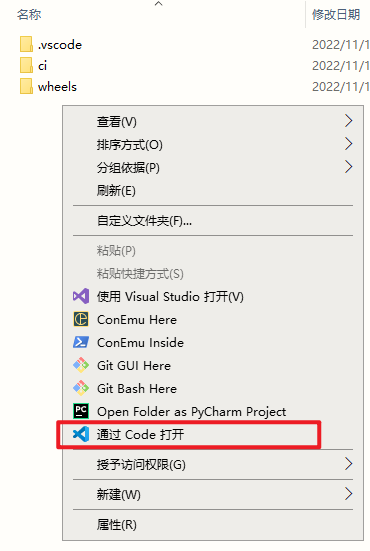 名称 修改日期
.vscode 2022/11/1
ci 2022/11/1
wheels 2022/11/1
查看(V)
排序方式(O)
分组依据(P)
刷新(E)
自定义文件夹(F)...
粘贴(P)
粘贴快捷方式(S)
使用 Visual Studio 打开(V)
ConEmu Here
ConEmu Inside
Git GUI Here
Git Bash Here
PC Open Folder as PyCharm Project
通过 Code 打开
授予访问权限(G)
新建(W)
属性(R)